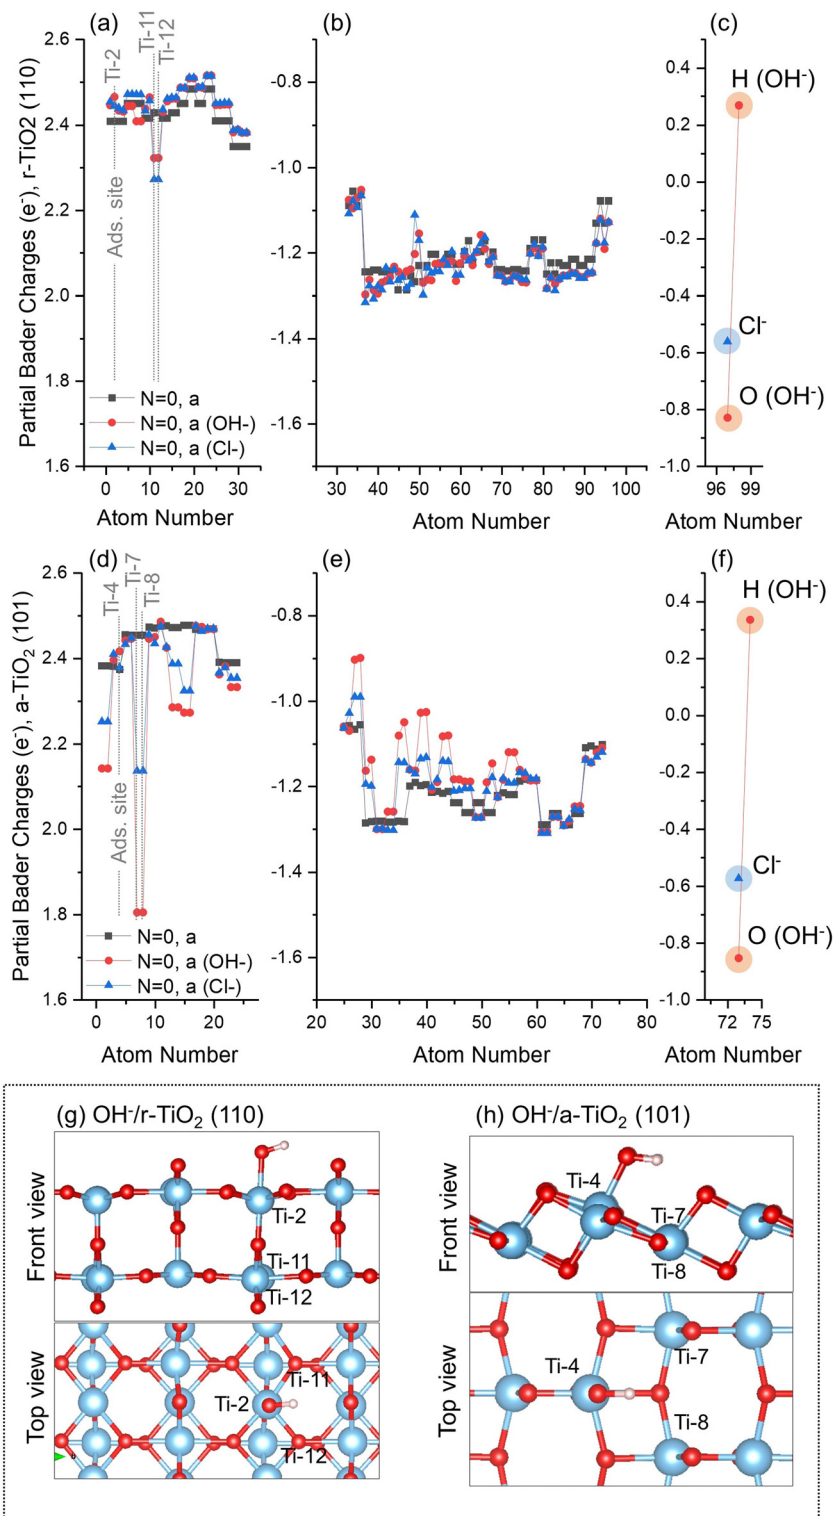 (a)
Ti-11
Ti-12
(b)
(c)
Partial Bader Charges (e⁻), r-TiO2 (110)
2.6
2.4
2.2
2.0
1.8
1.6
Ti-2
Ads. site
N=0, a
N=0, a (OH-)
N=0, a (Cl-)
0 10 20 30
Atom Number
-0.8
-1.0
-1.2
-1.4
-1.6
30 40 50 60 70 80 90 100
Atom Number
0.4
0.2
0.0
-0.2
-0.4
-0.6
-0.8
-1.0
H (OH⁻)
Cl⁻
O (OH⁻)
96 99
Atom Number
(d)
Ti-4
Ti-7
Ti-8
(e)
(f)
Partial Bader Charges (e⁻), a-TiO₂ (101)
2.6
2.4
2.2
2.0
1.8
1.6
Ads. site
N=0, a
N=0, a (OH-)
N=0, a (Cl-)
0 10 20
Atom Number
-0.8
-1.0
-1.2
-1.4
-1.6
20 30 40 50 60 70 80
Atom Number
0.4
0.2
0.0
-0.2
-0.4
-0.6
-0.8
-1.0
H (OH⁻)
Cl⁻
O (OH⁻)
72 75
Atom Number
(g) OH⁻/r-TiO₂ (110)
Front view
Ti-2
Ti-11
Ti-12
Top view
Ti-11
Ti-2
Ti-12
(h) OH⁻/a-TiO₂ (101)
Front view
Ti-4
Ti-7
Ti-8
Top view
Ti-4
Ti-7
Ti-8